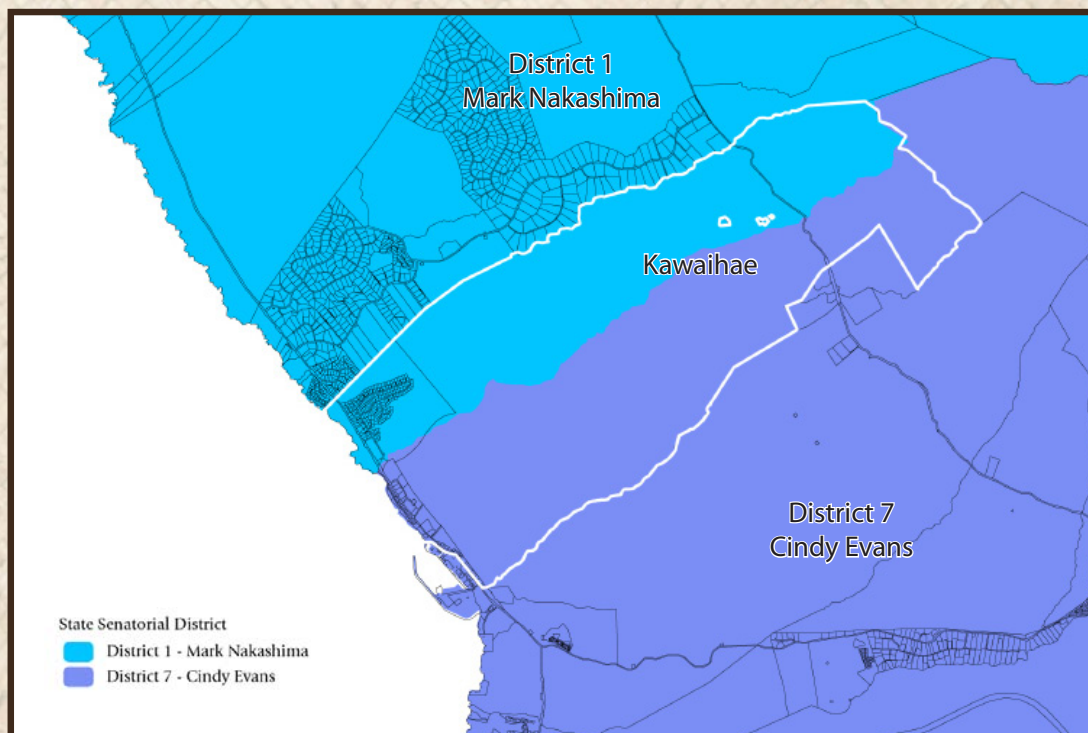 District 1
Mark Nakashima
Kawaihae
District 7
Cindy Evans
State Senatorial District
District 1 - Mark Nakashima
District 7 - Cindy Evans